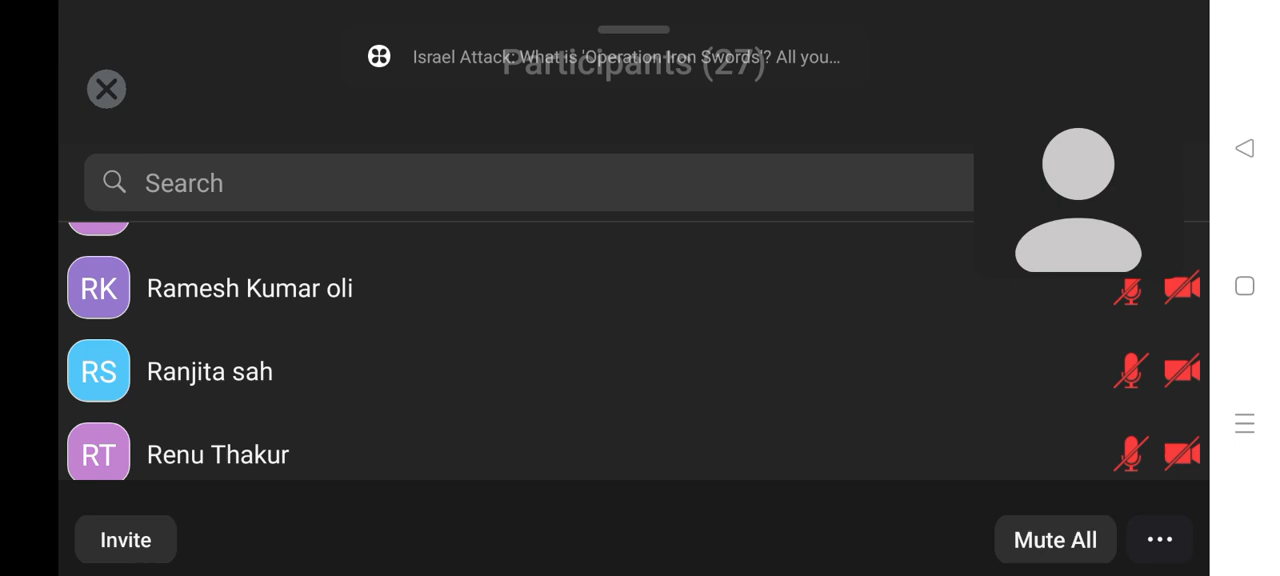 Israel Attack: What is 'Operation Iron Swords'? All you...
Participants (27)
Search
RK Ramesh Kumar oli
RS Ranjita sah
RT Renu Thakur
Invite
Mute All